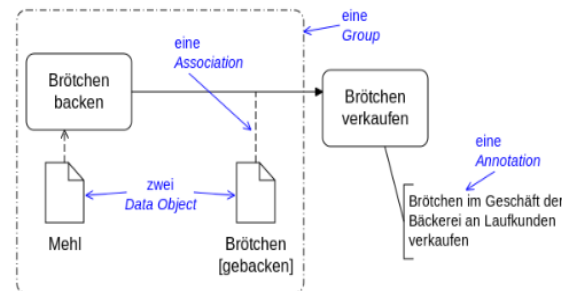 eine
Group
eine
Association
Brötchen
backen
Brötchen
verkaufen
eine
Annotation
zwei
Data Object
Brötchen im Geschäft der
Bäckerei an Laufkunden
verkaufen
Mehl
Brötchen
[gebacken]